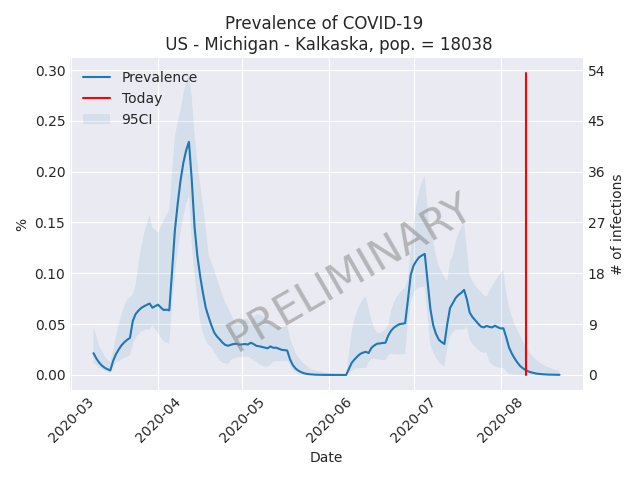 Prevalence of COVID-19
US - Michigan - Kalkaska, pop. = 18038
Prevalence
Today
95CI
PRELIMINARY
0.30
0.25
0.20
0.15
0.10
0.05
0.00
%
54
45
36
27
18
9
0
# of infections
2020-03
2020-04
2020-05
2020-06
2020-07
2020-08
Date